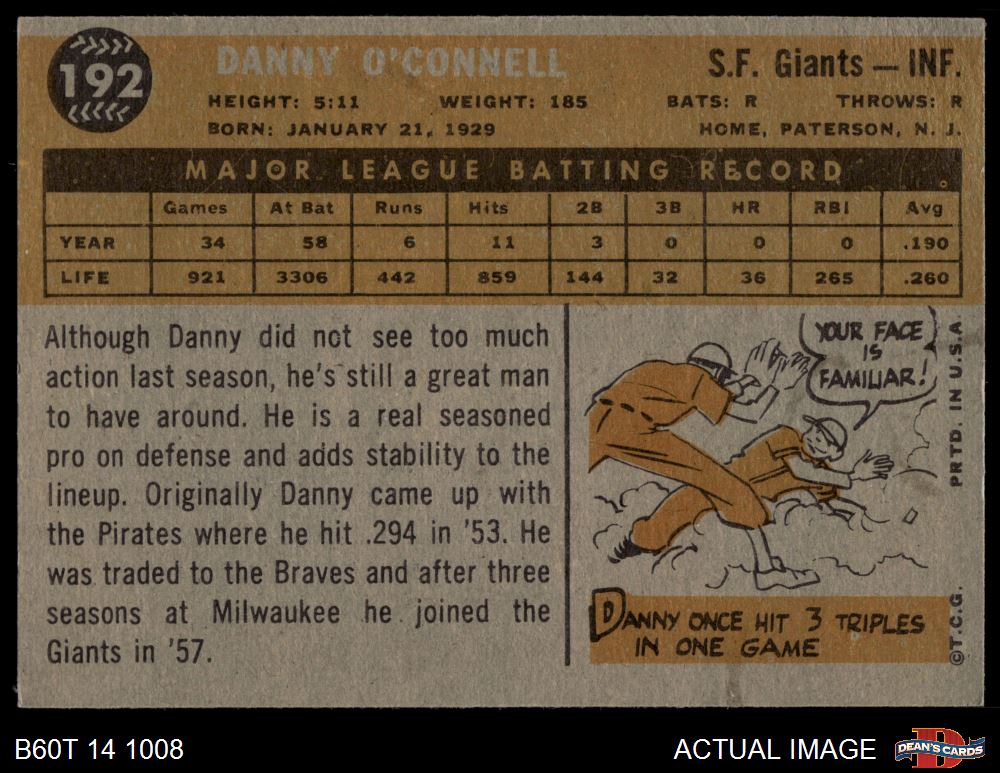 192
DANNY O'CONNELL
S.F. Giants — INF.
HEIGHT: 5:11 WEIGHT: 185 BATS: R THROWS: R
BORN: JANUARY 21, 1929 HOME, PATERSON, N. J.
MAJOR LEAGUE BATTING RECORD
Games At Bat Runs Hits 2B 3B HR RBI Avg
YEAR 34 58 6 11 3 0 0 0 .190
LIFE 921 3306 442 859 144 32 36 265 .260
Although Danny did not see too much
action last season, he's still a great man
to have around. He is a real seasoned
pro on defense and adds stability to the
lineup. Originally Danny came up with
the Pirates where he hit .294 in '53. He
was traded to the Braves and after three
seasons at Milwaukee he joined the
Giants in '57.
YOUR FACE
IS
FAMILIAR!
DANNY ONCE HIT 3 TRIPLES
IN ONE GAME
©T.C.G. PRTD. IN U.S.A.
B60T 14 1008
ACTUAL IMAGE
D
DEAN'S CARDS